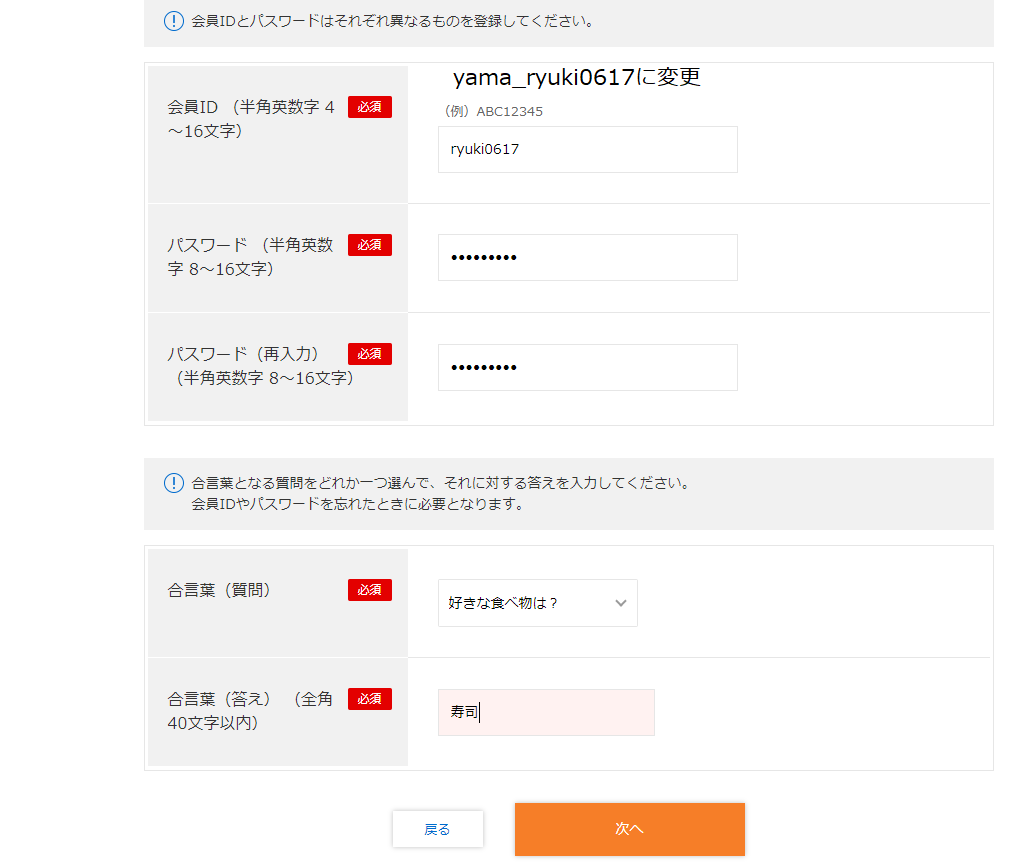 会員IDとパスワードはそれぞれ異なるものを登録してください。
yama_ryuki0617に変更
会員ID （半角英数字 4
～16文字）
必須
（例）ABC12345
ryuki0617
パスワード （半角英数
字 8～16文字）
必須
•••••••••
パスワード（再入力）
（半角英数字 8～16文字）
必須
•••••••••
合言葉となる質問をどれか一つ選んで、それに対する答えを入力してください。
会員IDやパスワードを忘れたときに必要となります。
合言葉（質問）
必須
好きな食べ物は？
合言葉（答え） （全角
40文字以内）
必須
寿司
戻る
次へ